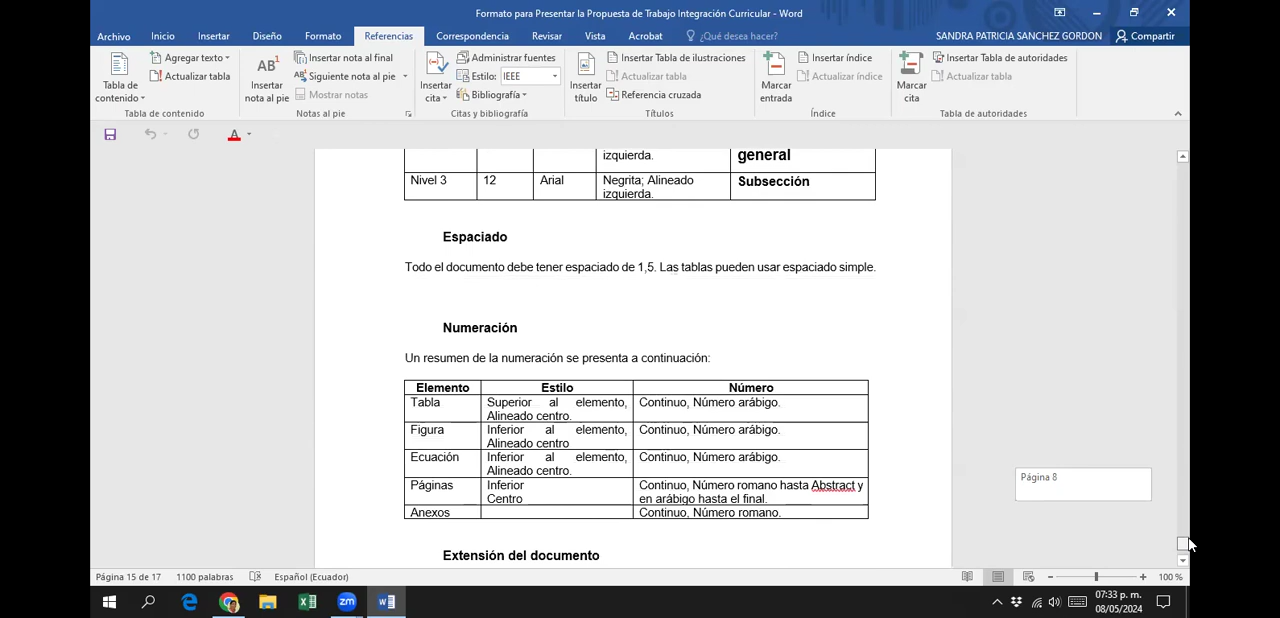 Formato para Presentar la Propuesta de Trabajo Integración Curricular - Word
Archivo Inicio Insertar Diseño Formato Referencias Correspondencia Revisar Vista Acrobat ¿Qué desea hacer? SANDRA PATRICIA SANCHEZ GORDON Compartir
Tabla de contenido
Agregar texto
Actualizar tabla
Tabla de contenido
AB¹
Insertar nota al pie
Insertar nota al final
Siguiente nota al pie
Mostrar notas
Notas al pie
Insertar cita
Administrar fuentes
Estilo: IEEE
Bibliografía
Citas y bibliografía
Insertar título
Insertar Tabla de ilustraciones
Actualizar tabla
Referencia cruzada
Títulos
Marcar entrada
Insertar índice
Actualizar índice
Índice
Marcar cita
Insertar Tabla de autoridades
Actualizar tabla
Tabla de autoridades
A
izquierda. general
Nivel 3 12 Arial Negrita; Alineado izquierda. Subsección
Espaciado
Todo el documento debe tener espaciado de 1,5. Las tablas pueden usar espaciado simple.
Numeración
Un resumen de la numeración se presenta a continuación:
Elemento Estilo Número
Tabla Superior al elemento, Alineado centro. Continuo, Número arábigo.
Figura Inferior al elemento, Alineado centro Continuo, Número arábigo.
Ecuación Inferior al elemento, Alineado centro. Continuo, Número arábigo.
Páginas Inferior Centro Continuo, Número romano hasta Abstract y en arábigo hasta el final.
Anexos Continuo, Número romano.
Extensión del documento
Página 8
Página 15 de 17 1100 palabras Español (Ecuador) 100 %
07:33 p. m.
08/05/2024